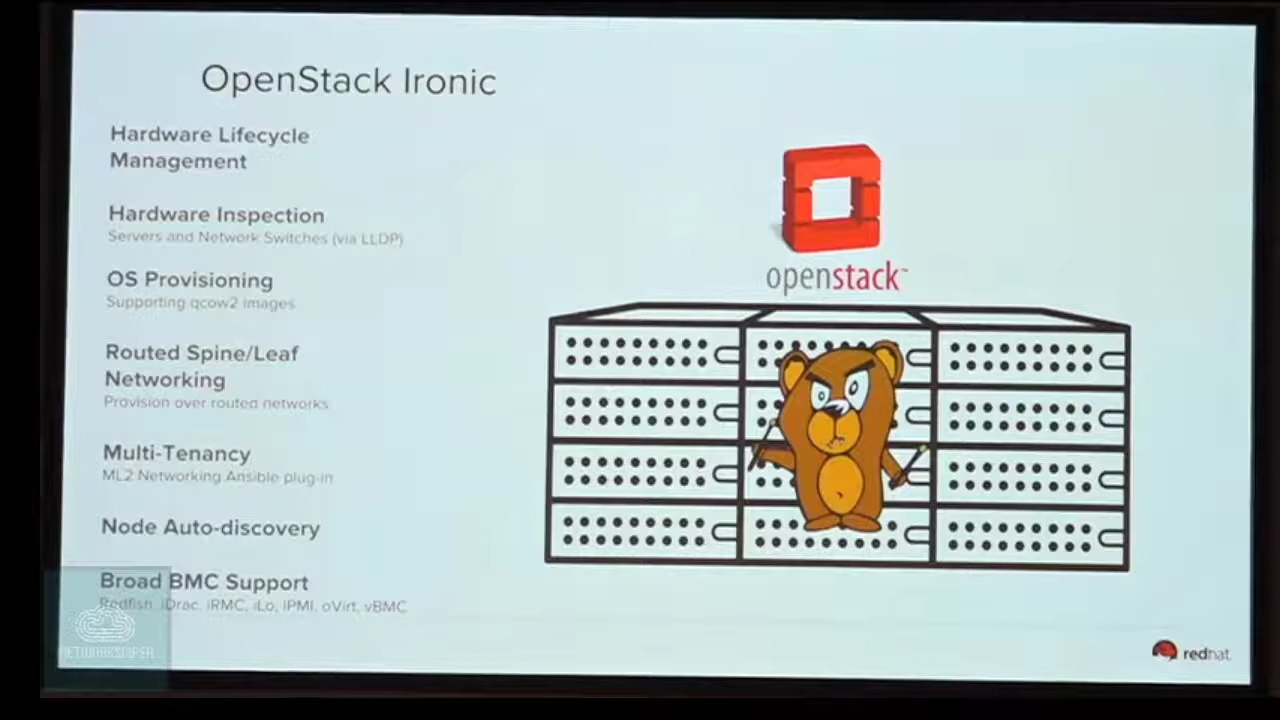 OpenStack Ironic
Hardware Lifecycle
Management
Hardware Inspection
Servers and Network Switches (via LLDP)
OS Provisioning
Supporting qcow2 images
Routed Spine/Leaf
Networking
Provision over routed networks
Multi-Tenancy
ML2 Networking Ansible plug-in
Node Auto-discovery
Broad BMC Support
Redfish, iDrac, iRMC, iLo, IPMI, oVirt, vBMC
openstack™
redhat